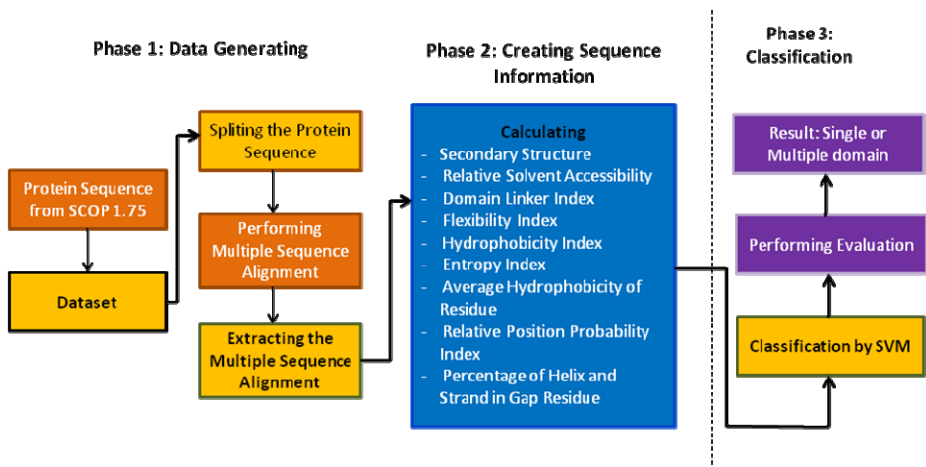 Phase 1: Data Generating
Protein Sequence
from SCOP 1.75
Dataset
Spliting the Protein
Sequence
Performing
Multiple Sequence
Alignment
Extracting the
Multiple Sequence
Alignment
Phase 2: Creating Sequence
Information
Calculating
- Secondary Structure
- Relative Solvent Accessibility
- Domain Linker Index
- Flexibility Index
- Hydrophobicity Index
- Entropy Index
- Average Hydrophobicity of
Residue
- Relative Position Probability
Index
- Percentage of Helix and
Strand in Gap Residue
Phase 3:
Classification
Result: Single or
Multiple domain
Performing Evaluation
Classification by SVM